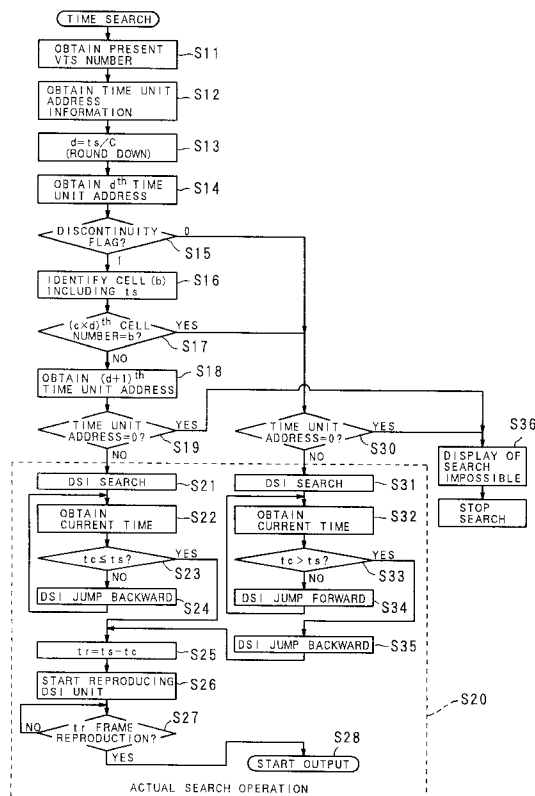 TIME SEARCH
OBTAIN PRESENT
VTS NUMBER
S11
OBTAIN TIME UNIT
ADDRESS
INFORMATION
S12
d=ts/C
(ROUND DOWN)
S13
OBTAIN dth TIME
UNIT ADDRESS
S14
DISCONTINUITY
FLAG?
0
S15
1
IDENTIFY CELL (b)
INCLUDING ts
S16
(c×d)th CELL
NUMBER=b?
YES
S17
NO
S18
OBTAIN (d+1)th
TIME UNIT ADDRESS
TIME UNIT
ADDRESS=0?
YES
S19
NO
TIME UNIT
ADDRESS=0?
YES
S30
NO
S36
DISPLAY OF
SEARCH
IMPOSSIBLE
STOP
SEARCH
DSI SEARCH
S21
DSI SEARCH
S31
OBTAIN
CURRENT TIME
S22
OBTAIN
CURRENT TIME
S32
tc≤ts?
YES
S23
NO
tc>ts?
YES
S33
NO
DSI JUMP BACKWARD
S24
DSI JUMP FORWARD
S34
DSI JUMP BACKWARD
S35
tr=ts-tc
S25
START REPRODUCING
DSI UNIT
S26
S27
tr FRAME
REPRODUCTION?
NO
YES
S28
START OUTPUT
S20
ACTUAL SEARCH OPERATION